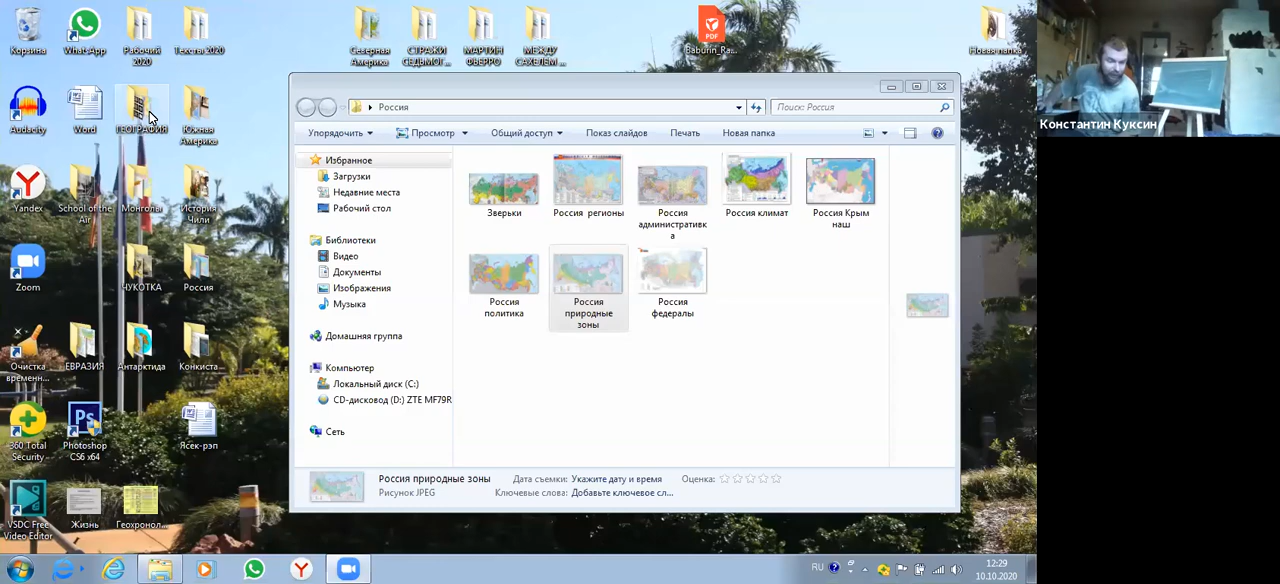 Корзина
WhatsApp
Рабочий
2020
Тексты 2020
Северная
Америка
СТРАЖИ
СЕДЬМОГ...
МАРТИН
ФЬЕРРО
МЕЖДУ
САХЕЛЕМ ...
PDF
Baburin_Ra...
Новая папка
Константин Куксин
Audacity
Word
ГЕОГРАФИЯ
Южная
Америка
Yandex
School of the
Air
Монголы
История
Чили
Zoom
ЧУКОТКА
Россия
Очистка
временн...
ЕВРАЗИЯ
Антарктида
Конкиста
360 Total
Security
Photoshop
CS6 x64
Ясек-рэп
VSDC Free
Video Editor
Жизнь
Геохронол...
Россия
Поиск: Россия
Упорядочить
Просмотр
Общий доступ
Показ слайдов
Печать
Новая папка
Избранное
Загрузки
Недавние места
Рабочий стол
Библиотеки
Видео
Документы
Изображения
Музыка
Домашняя группа
Компьютер
Локальный диск (C:)
CD-дисковод (D:) ZTE MF79R
Сеть
Зверьки
Россия регионы
Россия
административк
а
Россия климат
Россия Крым
наш
Россия
политика
Россия
природные
зоны
Россия
федералы
Россия природные зоны
Рисунок JPEG
Дата съемки: Укажите дату и время
Ключевые слова: Добавьте ключевое сл...
Оценка:
RU
12:29
10.10.2020